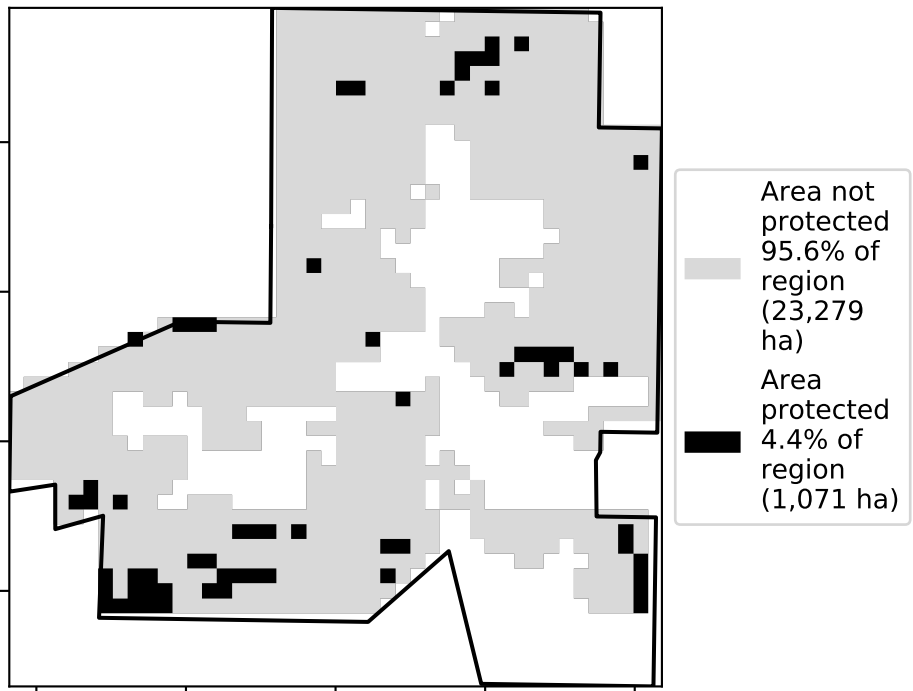 Area not
protected
95.6% of
region
(23,279
ha)
Area
protected
4.4% of
region
(1,071 ha)